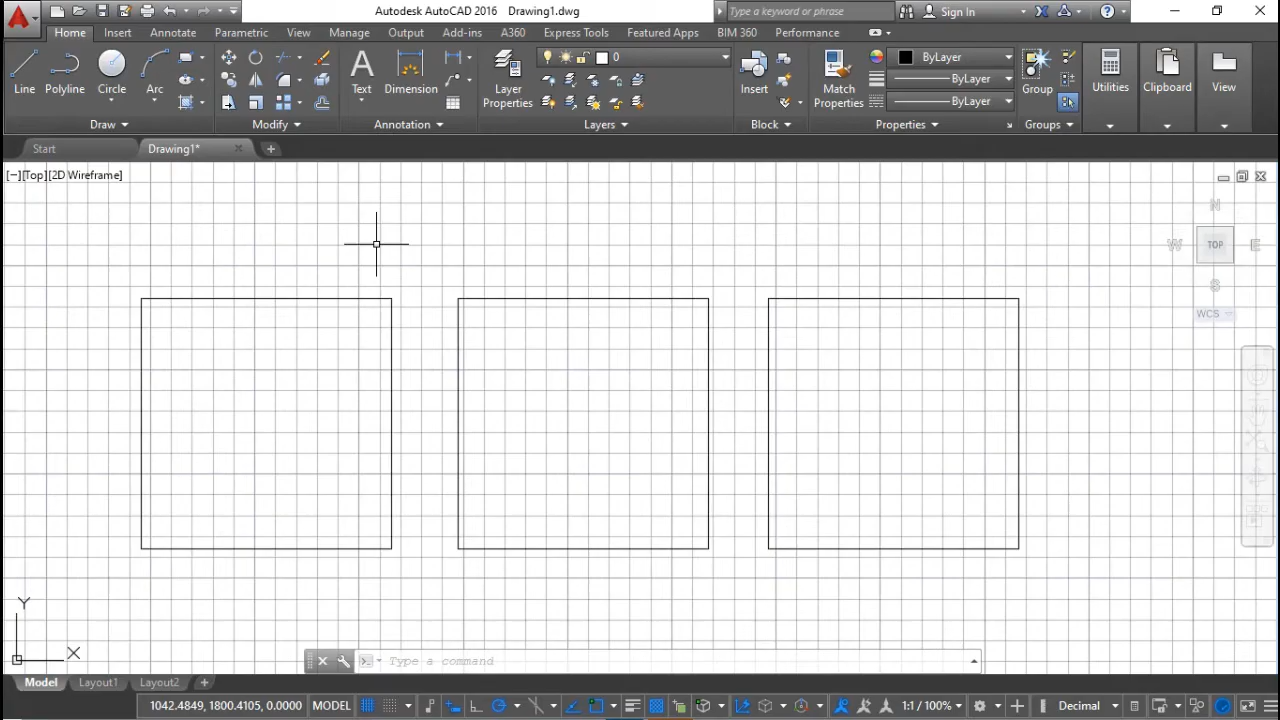 Autodesk AutoCAD 2016 Drawing1.dwg
Type a keyword or phrase
Sign In
Home Insert Annotate Parametric View Manage Output Add-ins A360 Express Tools Featured Apps BIM 360 Performance
0
ByLayer
ByLayer
ByLayer
Line Polyline Circle Arc
Text Dimension
Layer
Properties
Insert
Match
Properties
Group
Utilities
Clipboard
View
Draw Modify Annotation Layers Block Properties Groups
Start Drawing1*
[−][Top][2D Wireframe]
N
W TOP E
S
WCS
Y
X
Type a command
Model Layout1 Layout2
1042.4849, 1800.4105, 0.0000 MODEL 1:1 / 100% Decimal